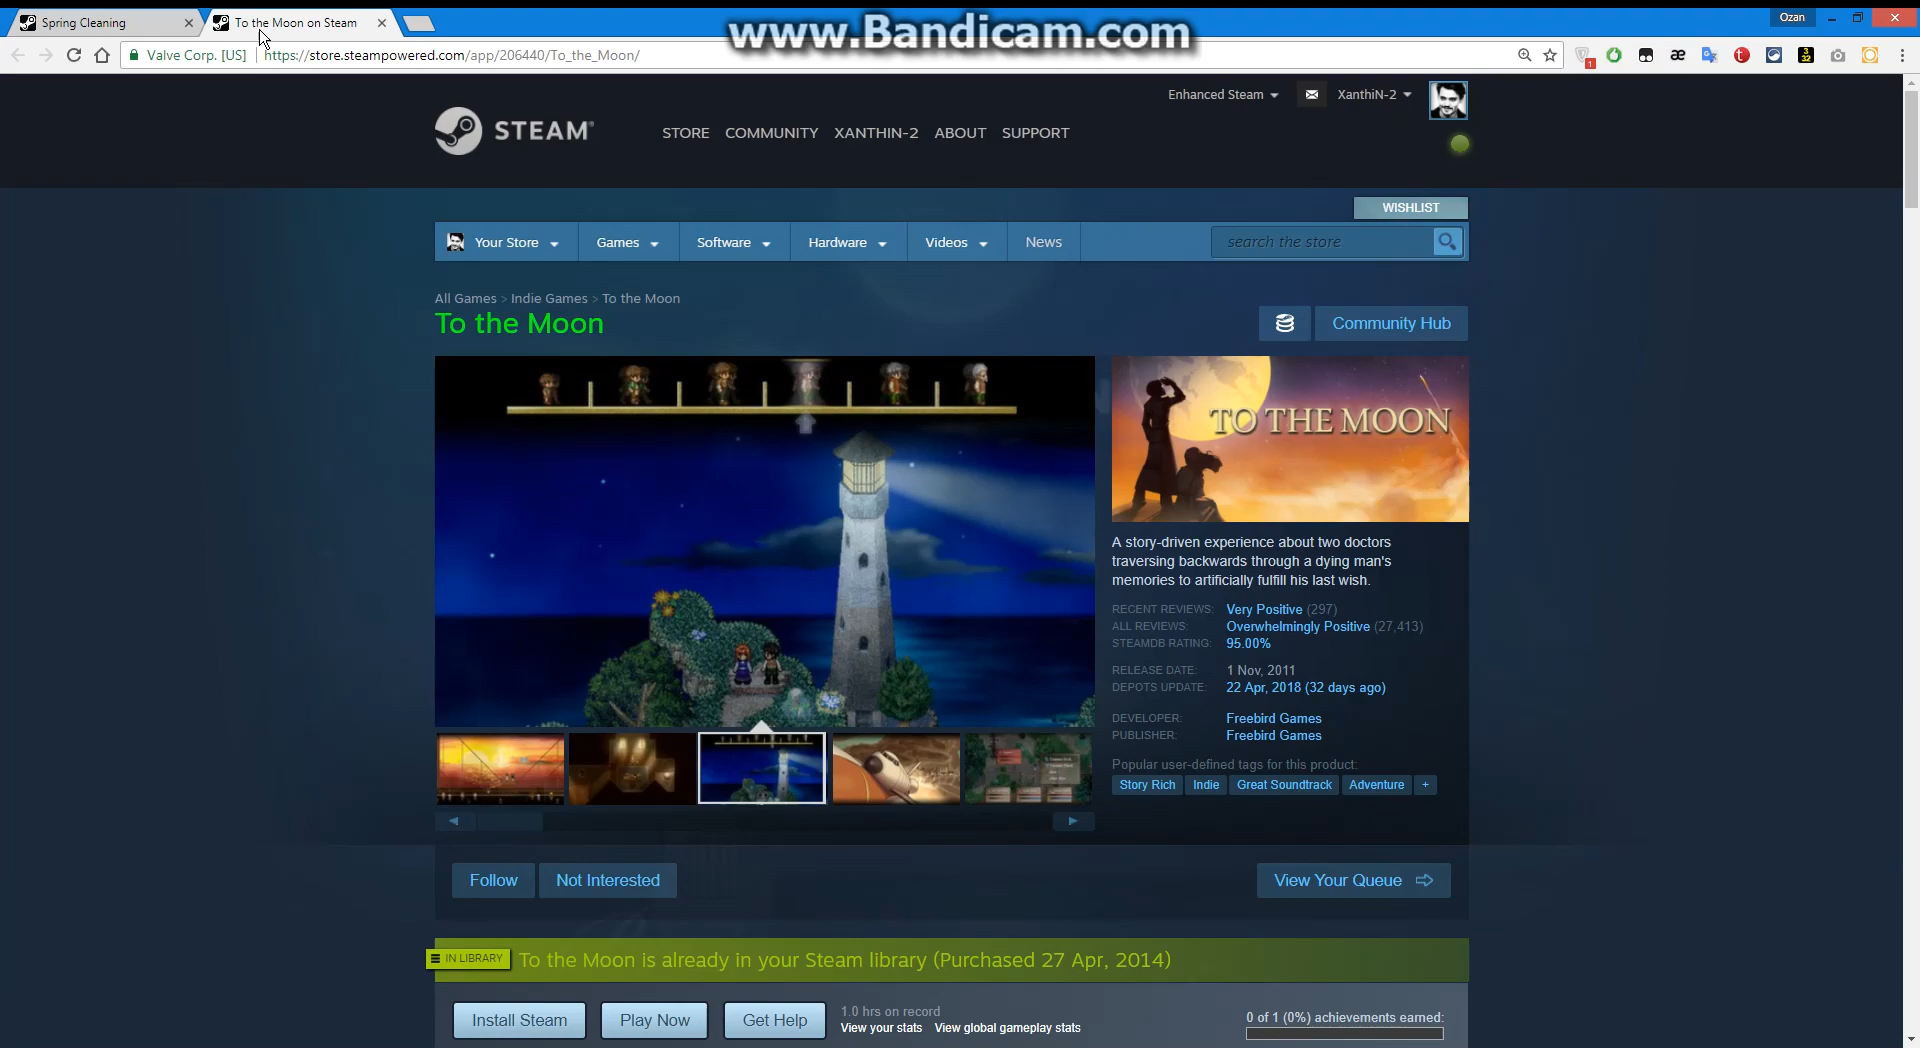 Spring Cleaning
To the Moon on Steam
www.Bandicam.com
Ozan
Valve Corp. [US]
https://store.steampowered.com/app/206440/To_the_Moon/
1
3
32
Enhanced Steam
XanthiN-2
STEAM
STORE COMMUNITY XANTHIN-2 ABOUT SUPPORT
WISHLIST
Your Store
Games
Software
Hardware
Videos
News
search the store
All Games > Indie Games > To the Moon
To the Moon
Community Hub
TO THE MOON
A story-driven experience about two doctors
traversing backwards through a dying man's
memories to artificially fulfill his last wish.
RECENT REVIEWS: Very Positive (297)
ALL REVIEWS: Overwhelmingly Positive (27,413)
STEAMDB RATING: 95.00%
RELEASE DATE: 1 Nov, 2011
DEPOTS UPDATE: 22 Apr, 2018 (32 days ago)
DEVELOPER: Freebird Games
PUBLISHER: Freebird Games
Popular user-defined tags for this product:
Story Rich Indie Great Soundtrack Adventure +
Follow
Not Interested
View Your Queue
IN LIBRARY
To the Moon is already in your Steam library (Purchased 27 Apr, 2014)
Install Steam
Play Now
Get Help
1.0 hrs on record
View your stats View global gameplay stats
0 of 1 (0%) achievements earned: